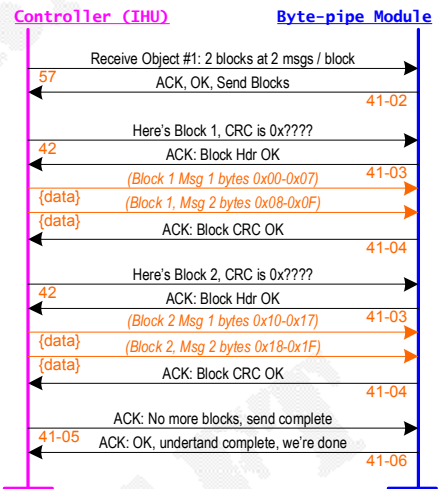 Controller (IHU) Byte-pipe Module
Receive Object #1: 2 blocks at 2 msgs / block
57
ACK, OK, Send Blocks
41-02
Here's Block 1, CRC is 0x????
42
ACK: Block Hdr OK
41-03
(Block 1 Msg 1 bytes 0x00-0x07)
{data}
(Block 1, Msg 2 bytes 0x08-0x0F)
{data}
ACK: Block CRC OK
41-04
Here's Block 2, CRC is 0x????
42
ACK: Block Hdr OK
41-03
(Block 2 Msg 1 bytes 0x10-0x17)
{data}
(Block 2, Msg 2 bytes 0x18-0x1F)
{data}
ACK: Block CRC OK
41-04
ACK: No more blocks, send complete
41-05
ACK: OK, undertand complete, we're done
41-06